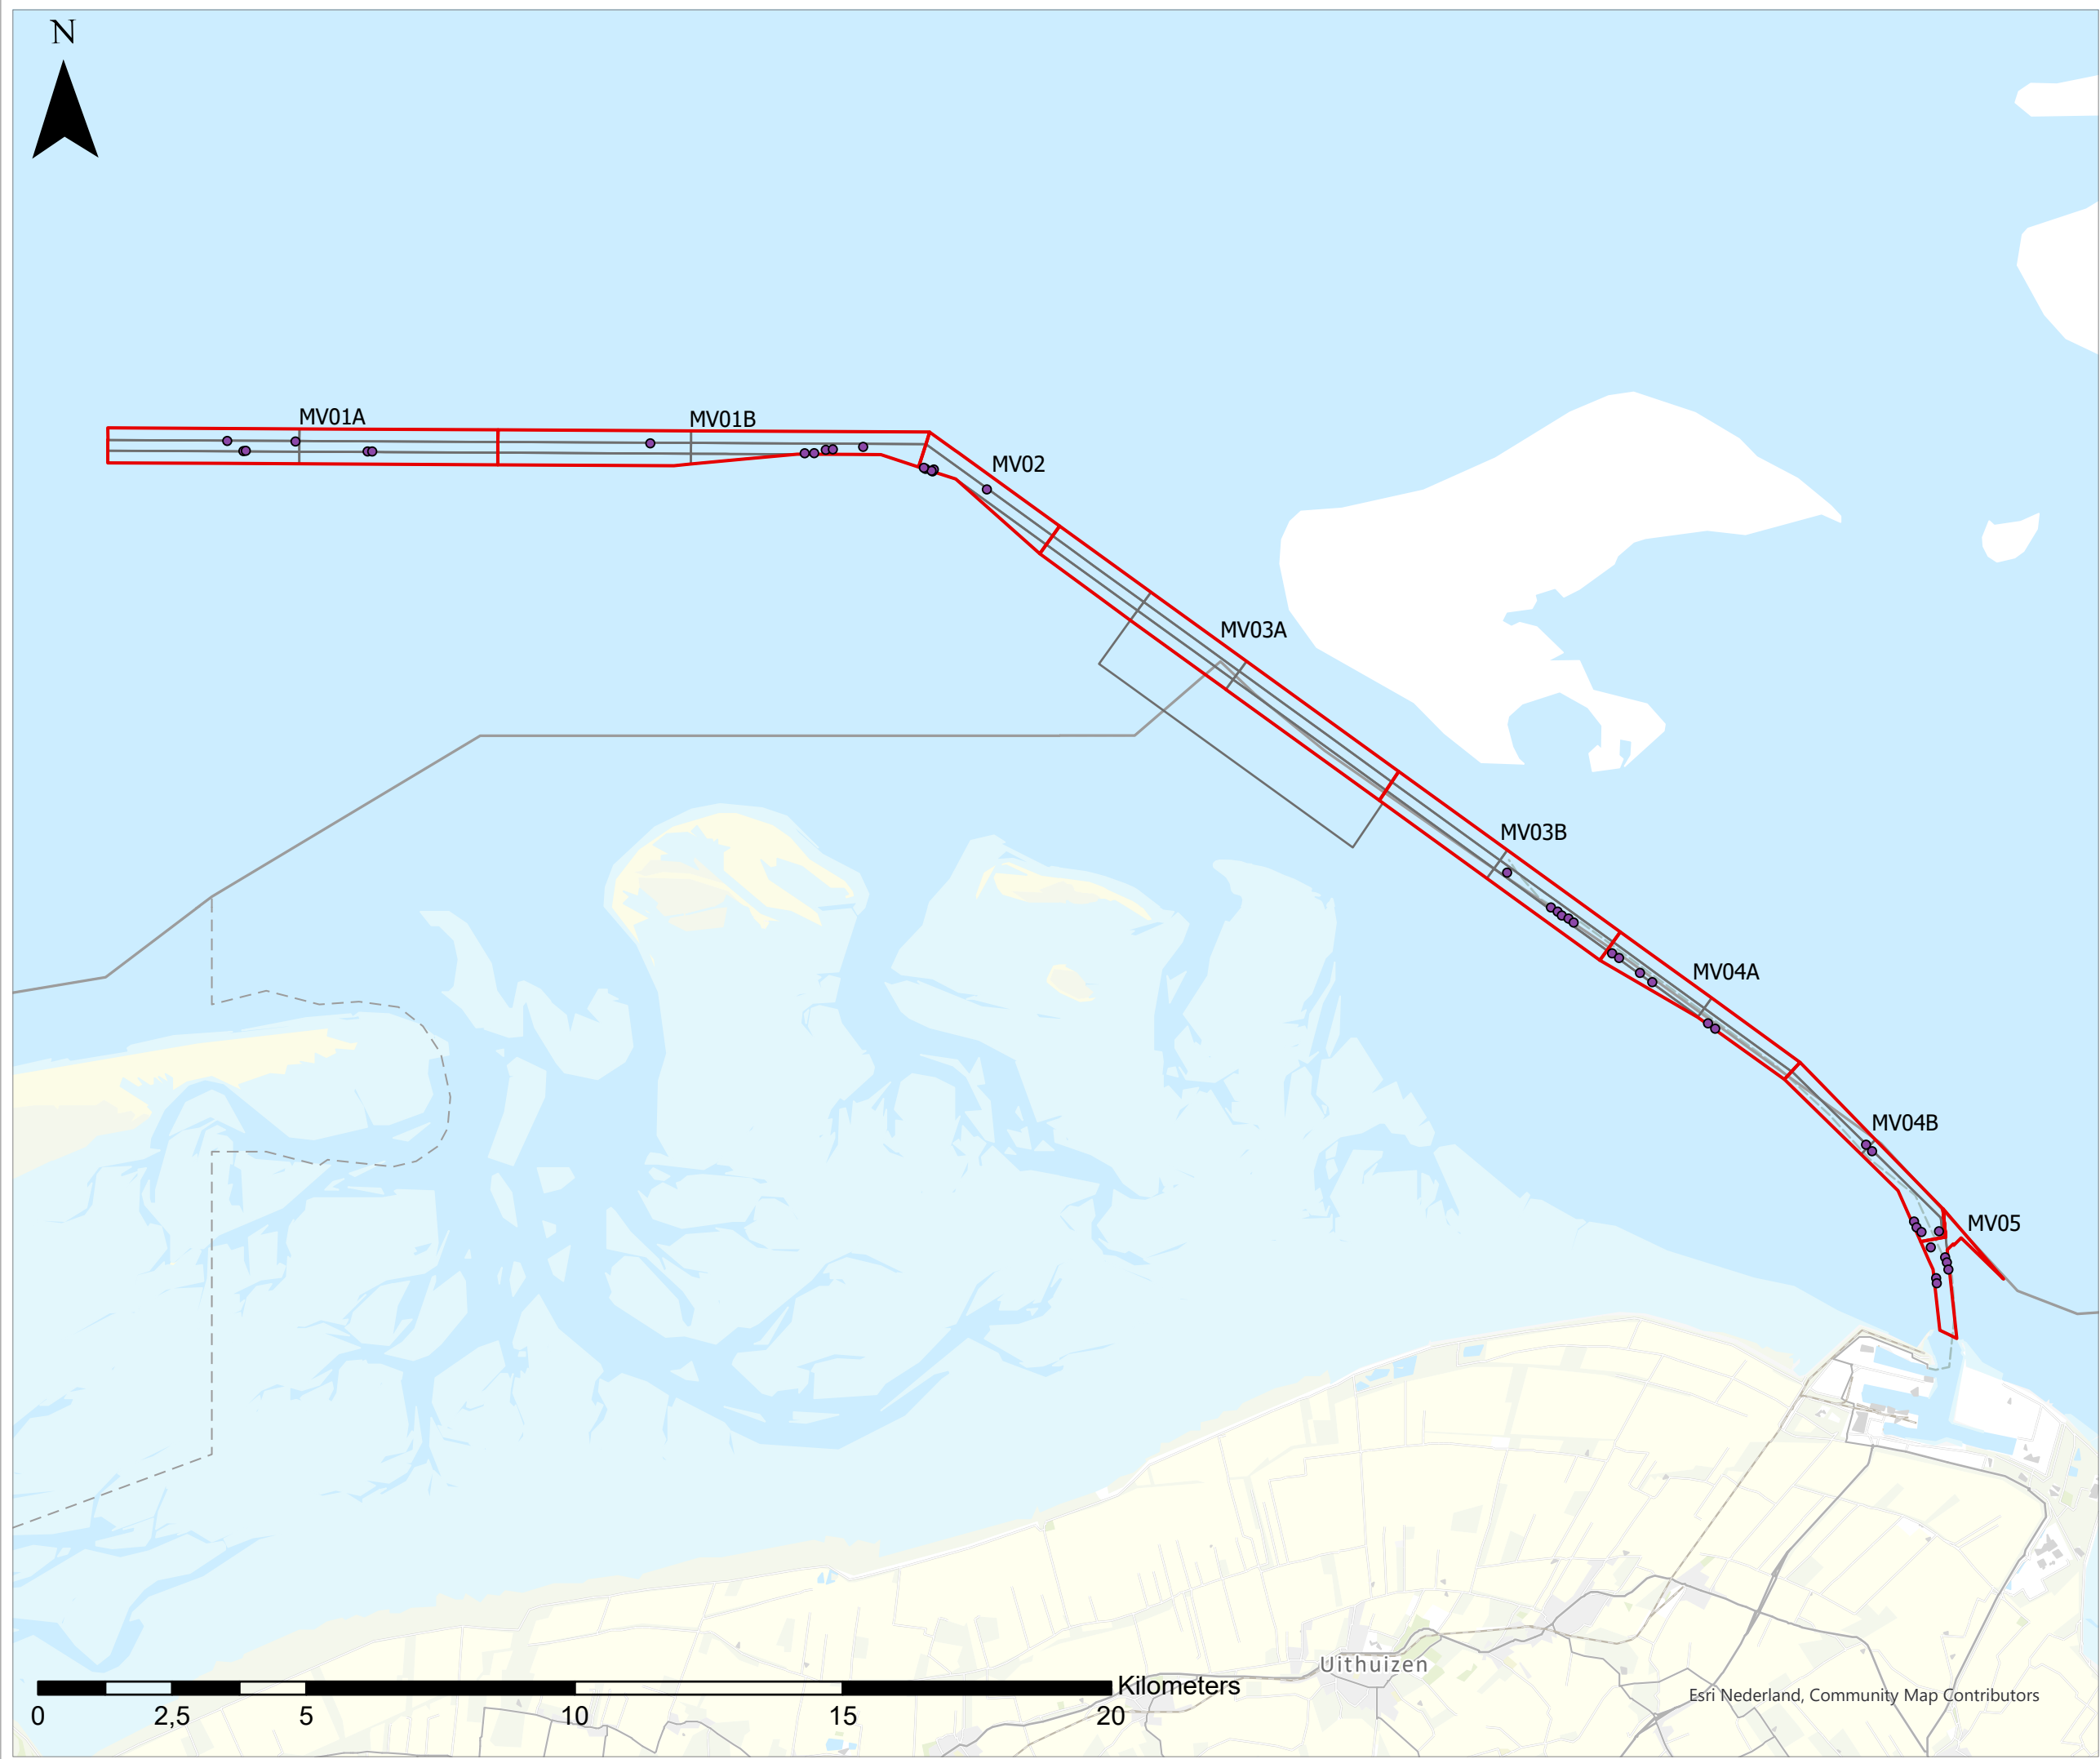 N
MV01A
MV01B
MV02
MV03A
MV03B
MV04A
MV04B
MV05
Uithuizen
Kilometers
Esri Nederland, Community Map Contributors
0 2,5 5 10 15 20